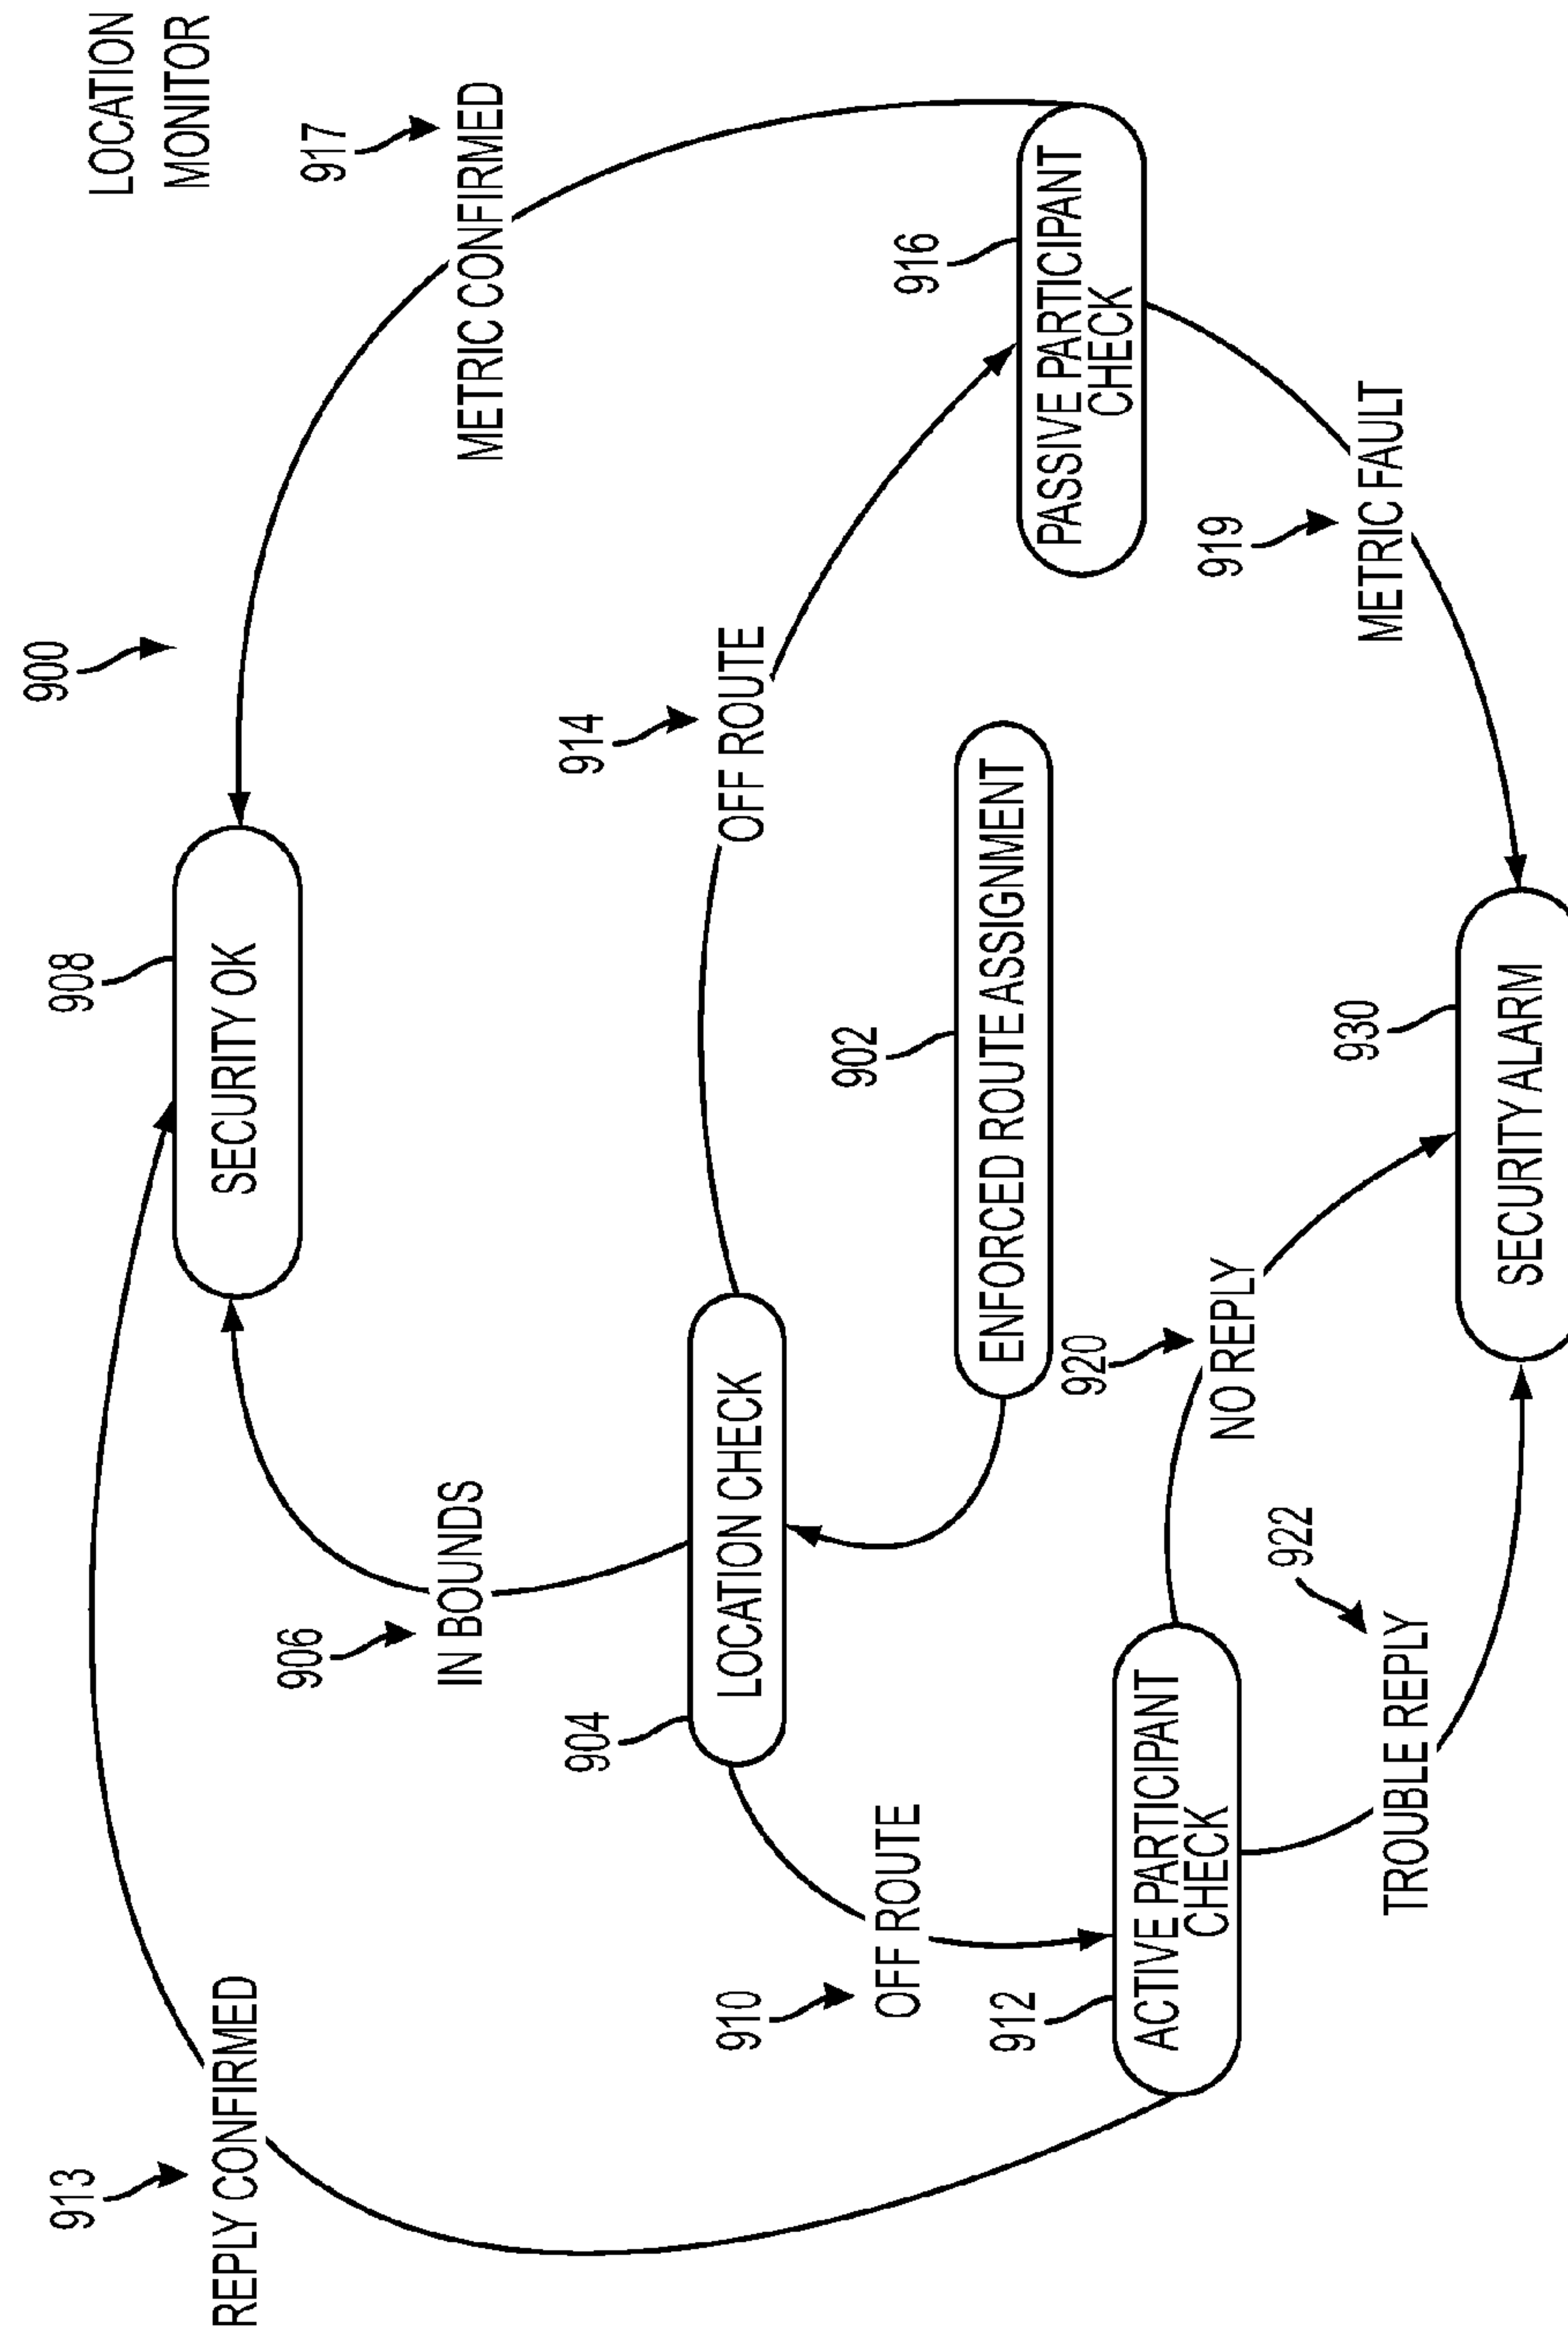 LOCATION
MONITOR
900
913
REPLY CONFIRMED
908
SECURITY OK
917
METRIC CONFIRMED
906
IN BOUNDS
914
OFF ROUTE
904
LOCATION CHECK
910
OFF ROUTE
902
ENFORCED ROUTE ASSIGNMENT
916
PASSIVE PARTICIPANT
CHECK
912
ACTIVE PARTICIPANT
CHECK
920
NO REPLY
919
METRIC FAULT
922
TROUBLE REPLY
930
SECURITY ALARM